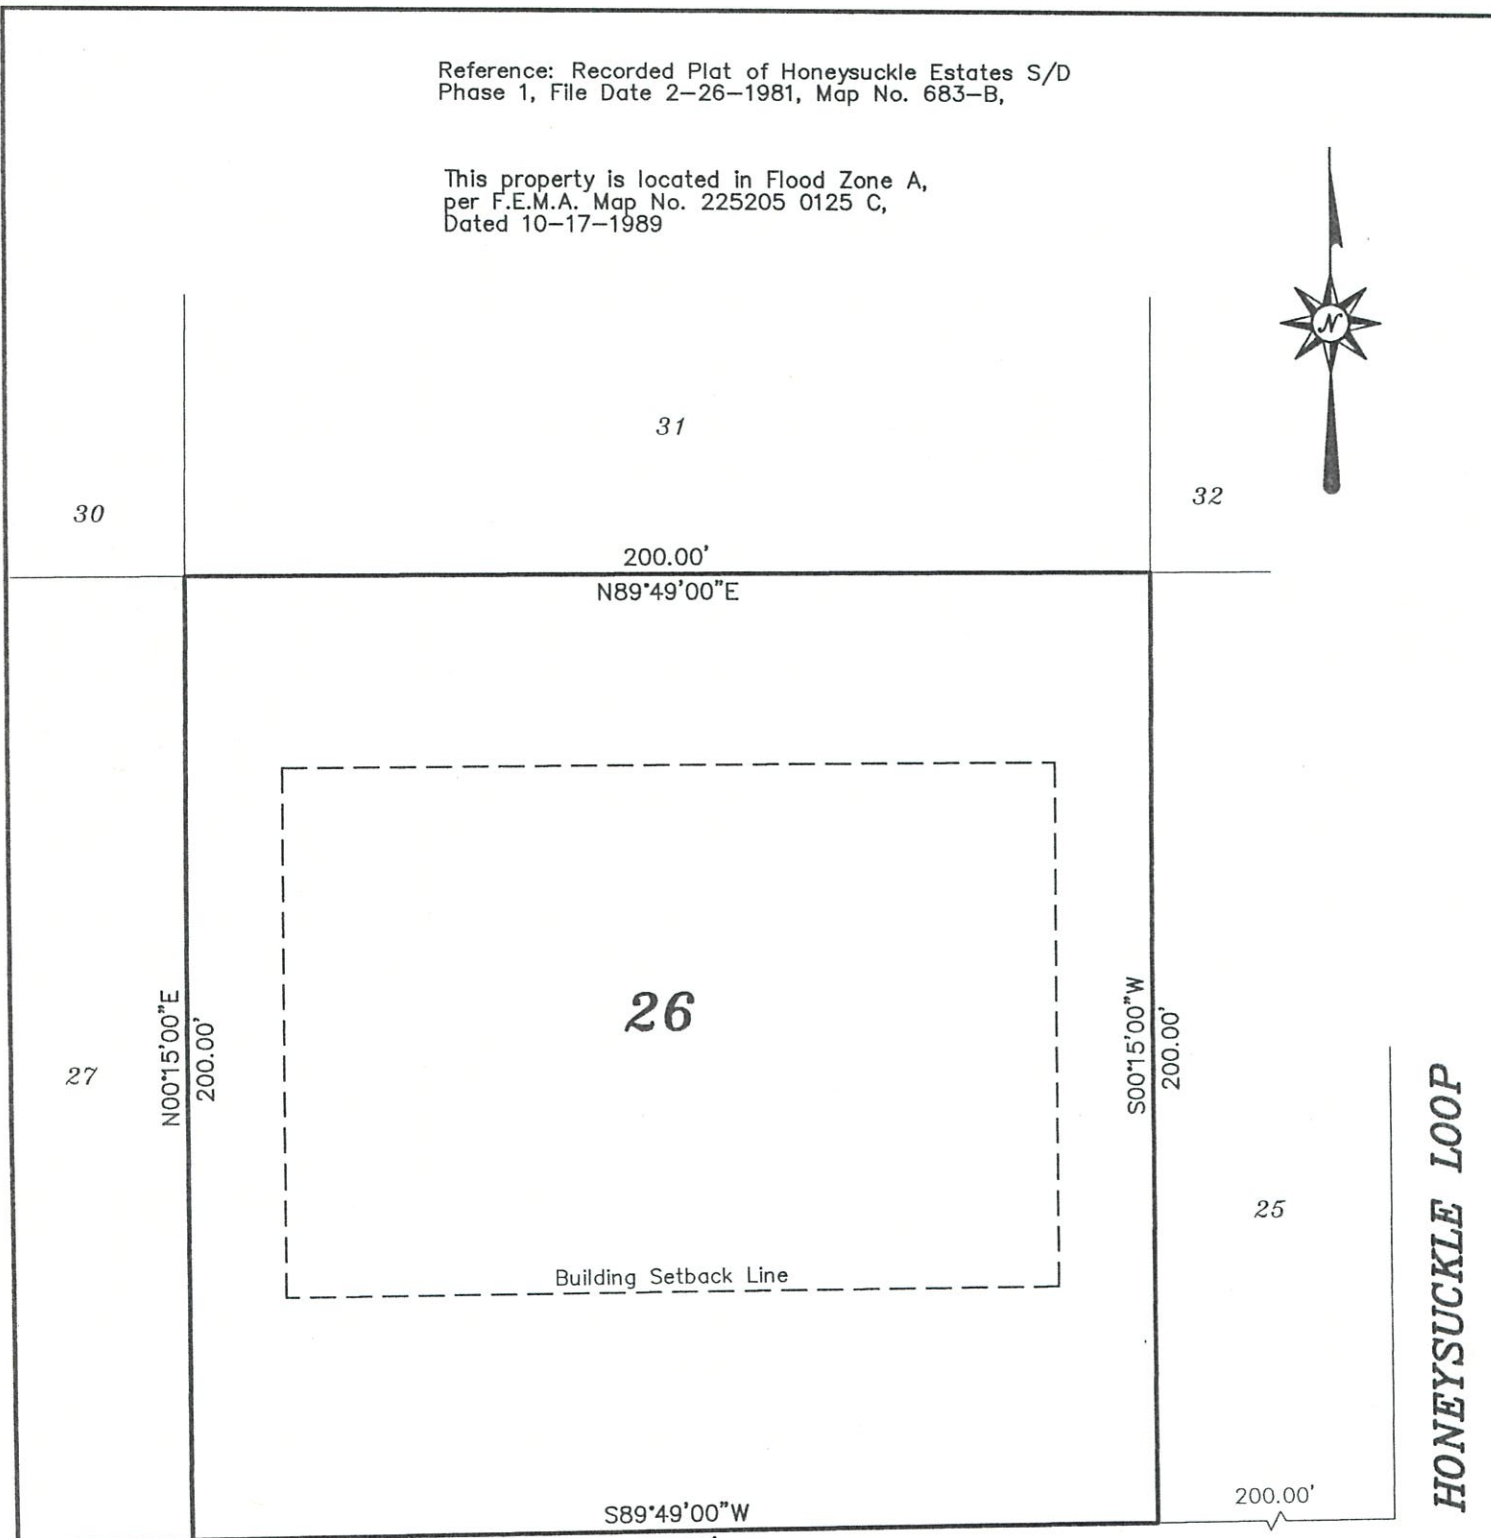 Reference: Recorded Plat of Honeysuckle Estates S/D
Phase 1, File Date 2-26-1981, Map No. 683-B,
This property is located in Flood Zone A,
per F.E.M.A. Map No. 225205 0125 C,
Dated 10-17-1989
N
31
30
32
200.00'
N89°49'00"E
26
N00°15'00"E
200.00'
S00°15'00"W
200.00'
27
25
HONEYSUCKLE LOOP
Building Setback Line
200.00'
S89°49'00"W